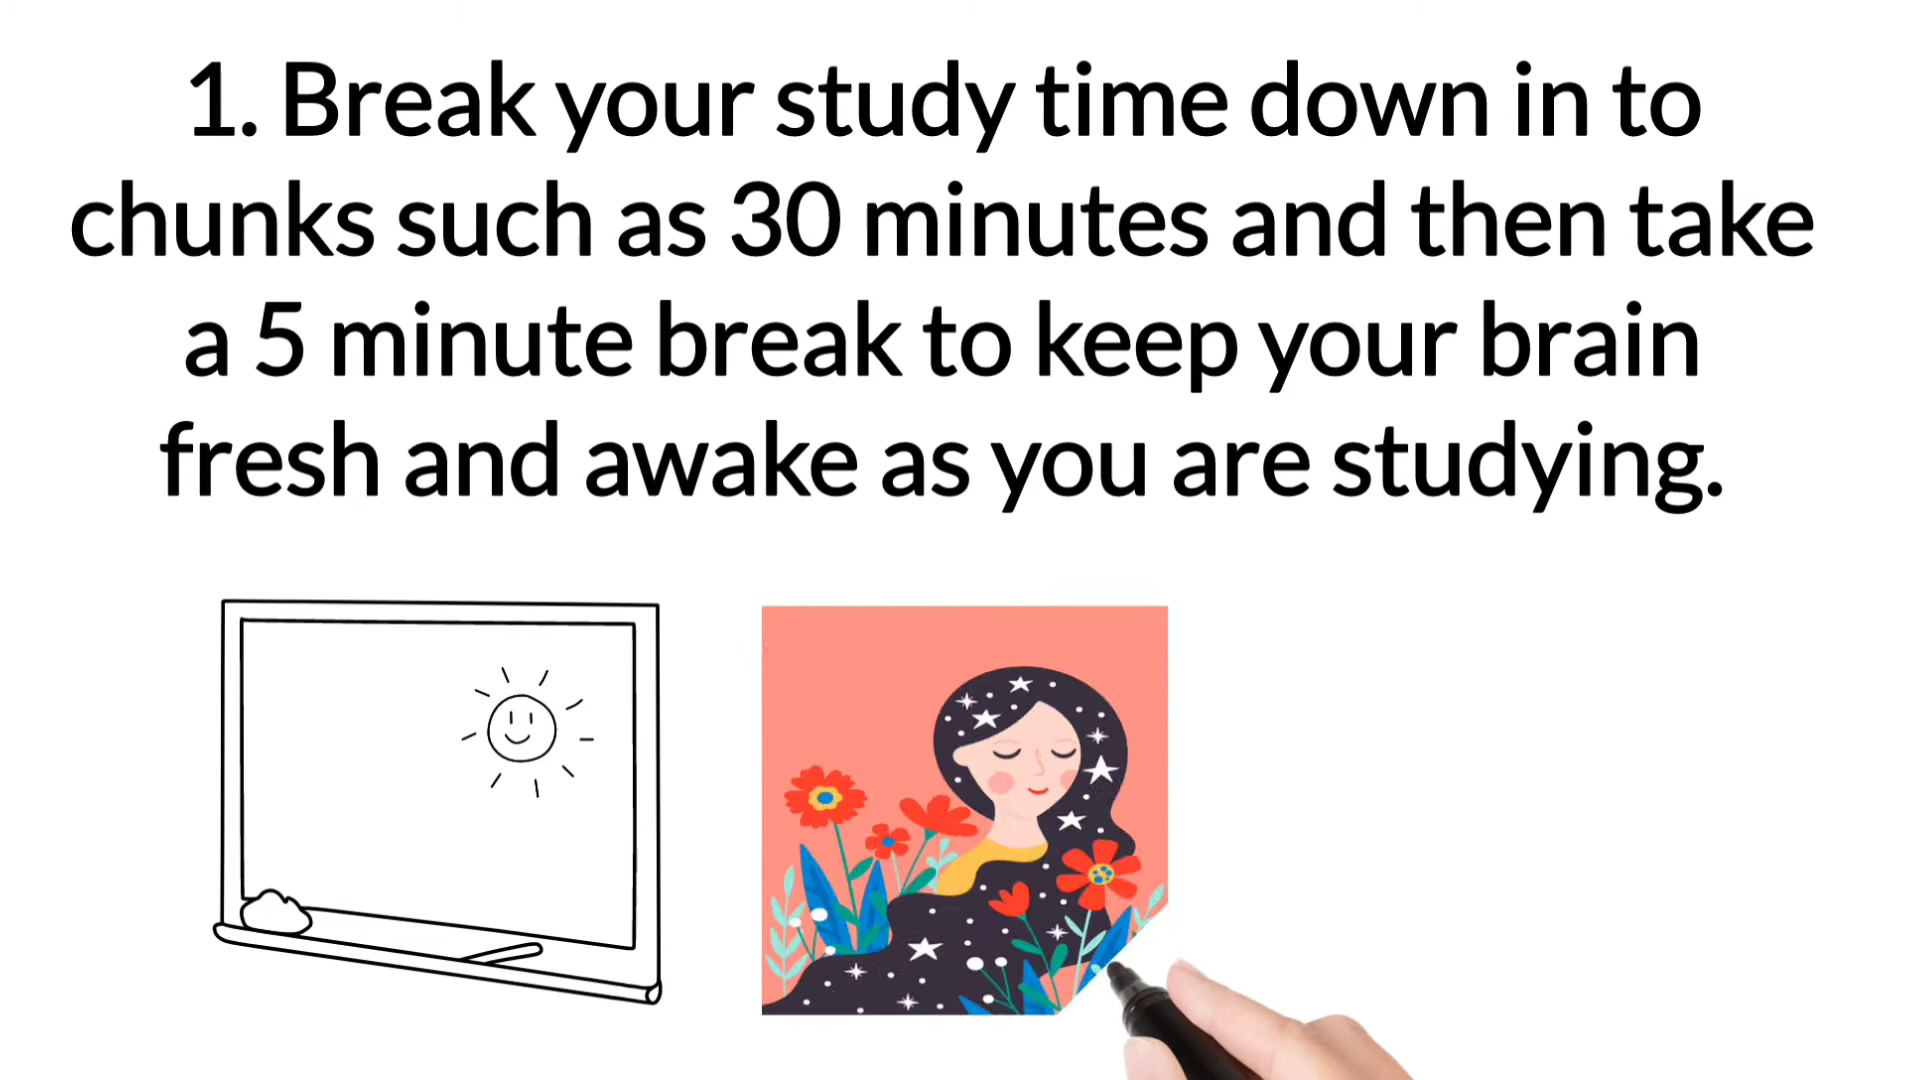 1. Break your study time down in to
chunks such as 30 minutes and then take
a 5 minute break to keep your brain
fresh and awake as you are studying.